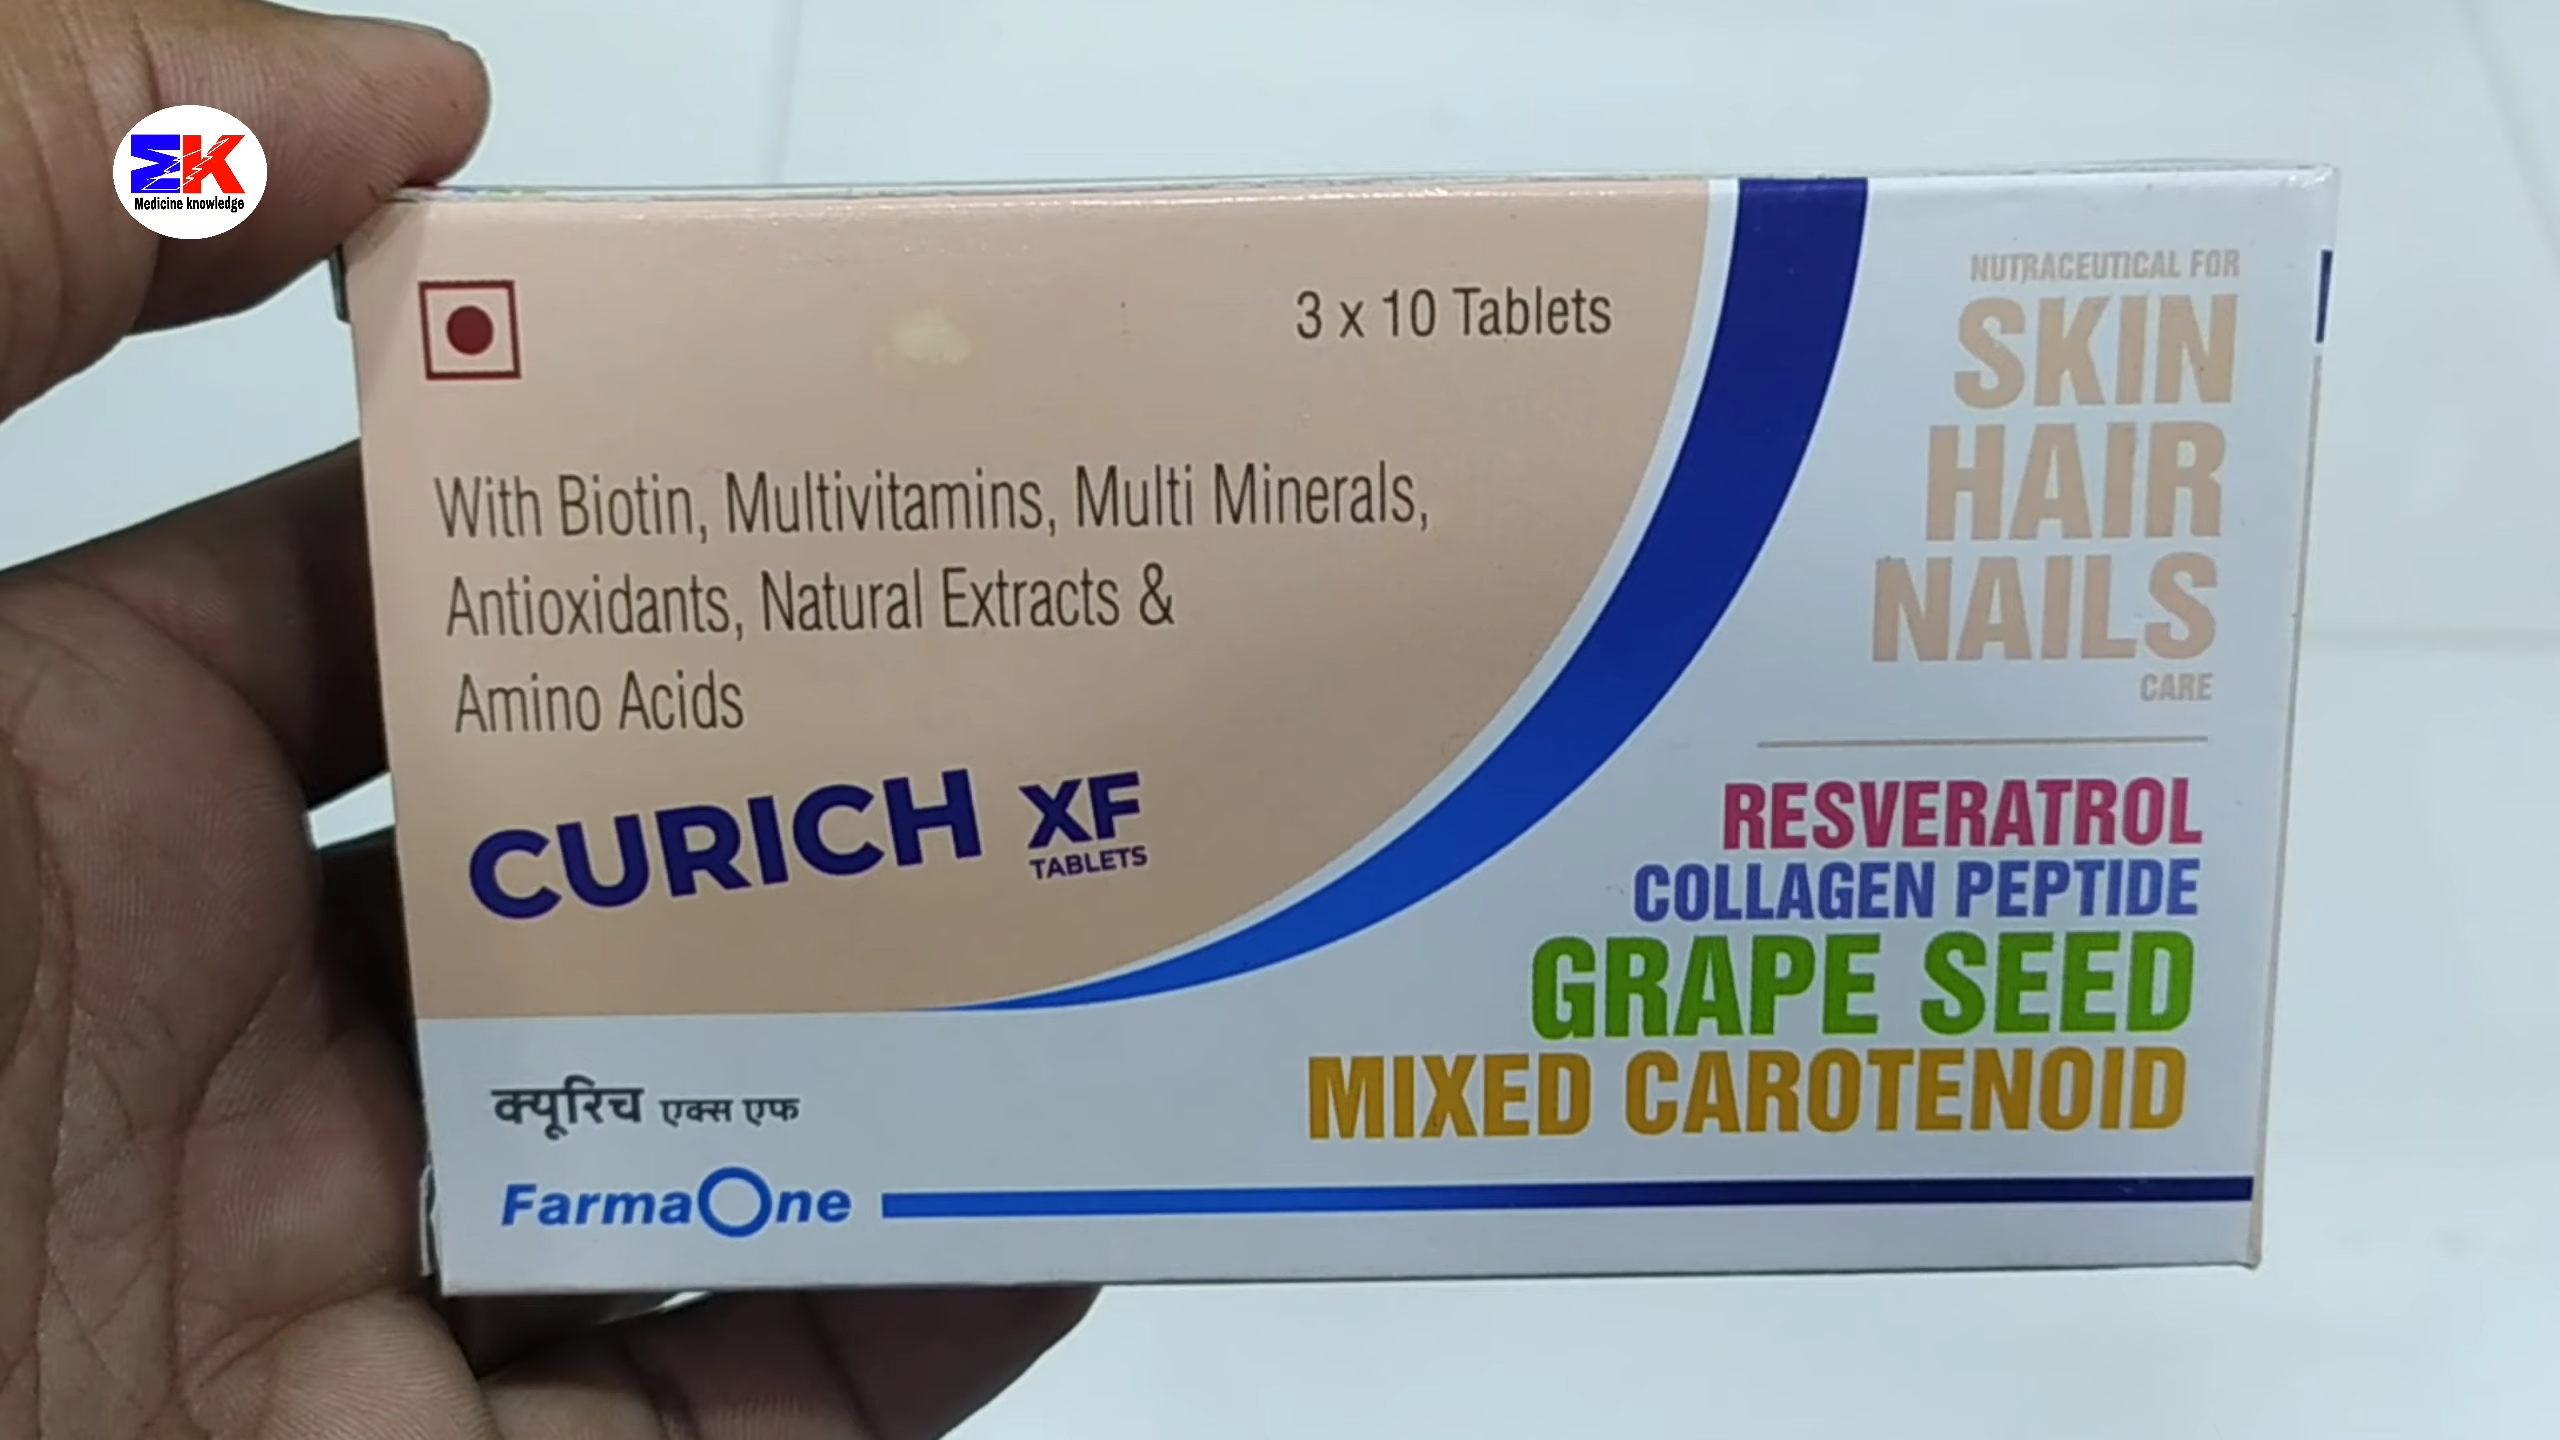 MK
Medicine knowledge
3 x 10 Tablets
With Biotin, Multivitamins, Multi Minerals,
Antioxidants, Natural Extracts &
Amino Acids
CURICH XF
TABLETS
क्यूरिच एक्स एफ
FarmaOne
NUTRACEUTICAL FOR
SKIN
HAIR
NAILS
CARE
RESVERATROL
COLLAGEN PEPTIDE
GRAPE SEED
MIXED CAROTENOID